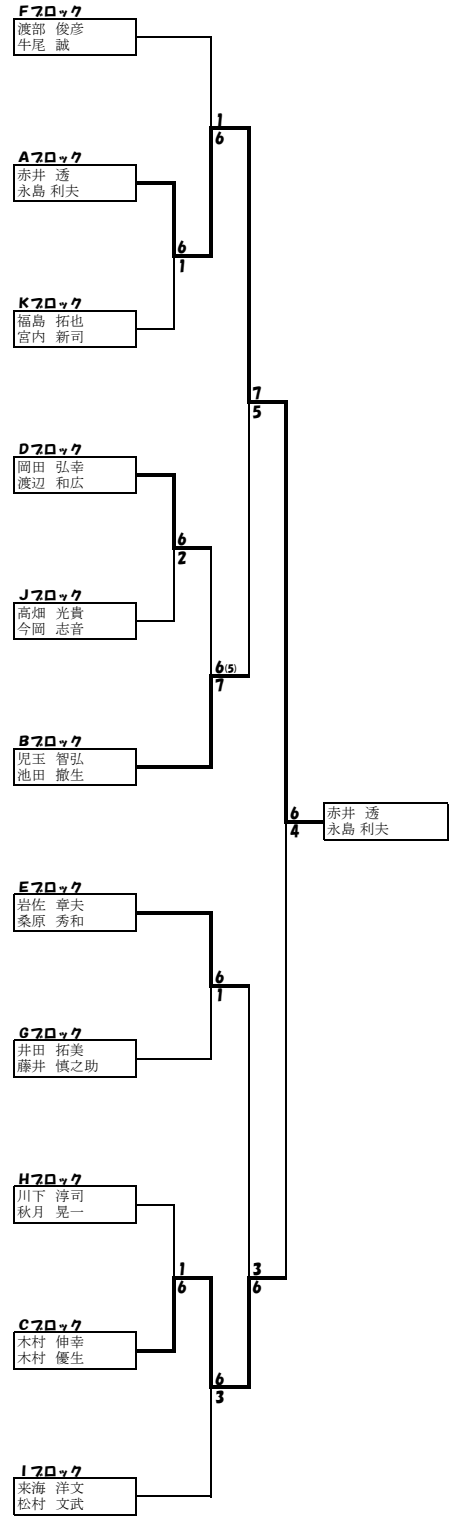 Fブロック
渡部 俊彦
牛尾 誠
1
6
Aブロック
赤井 透
永島 利夫
6
1
Kブロック
福島 拓也
宮内 新司
7
5
Dブロック
岡田 弘幸
渡辺 和広
6
2
Jブロック
高畑 光貴
今岡 志音
6(5)
7
Bブロック
児玉 智弘
池田 撤生
6
4
赤井 透
永島 利夫
Eブロック
岩佐 章夫
桑原 秀和
6
1
Gブロック
井田 拓美
藤井 慎之助
Hブロック
川下 淳司
秋月 晃一
1
6
3
6
Cブロック
木村 伸幸
木村 優生
6
3
Iブロック
来海 洋文
松村 文武